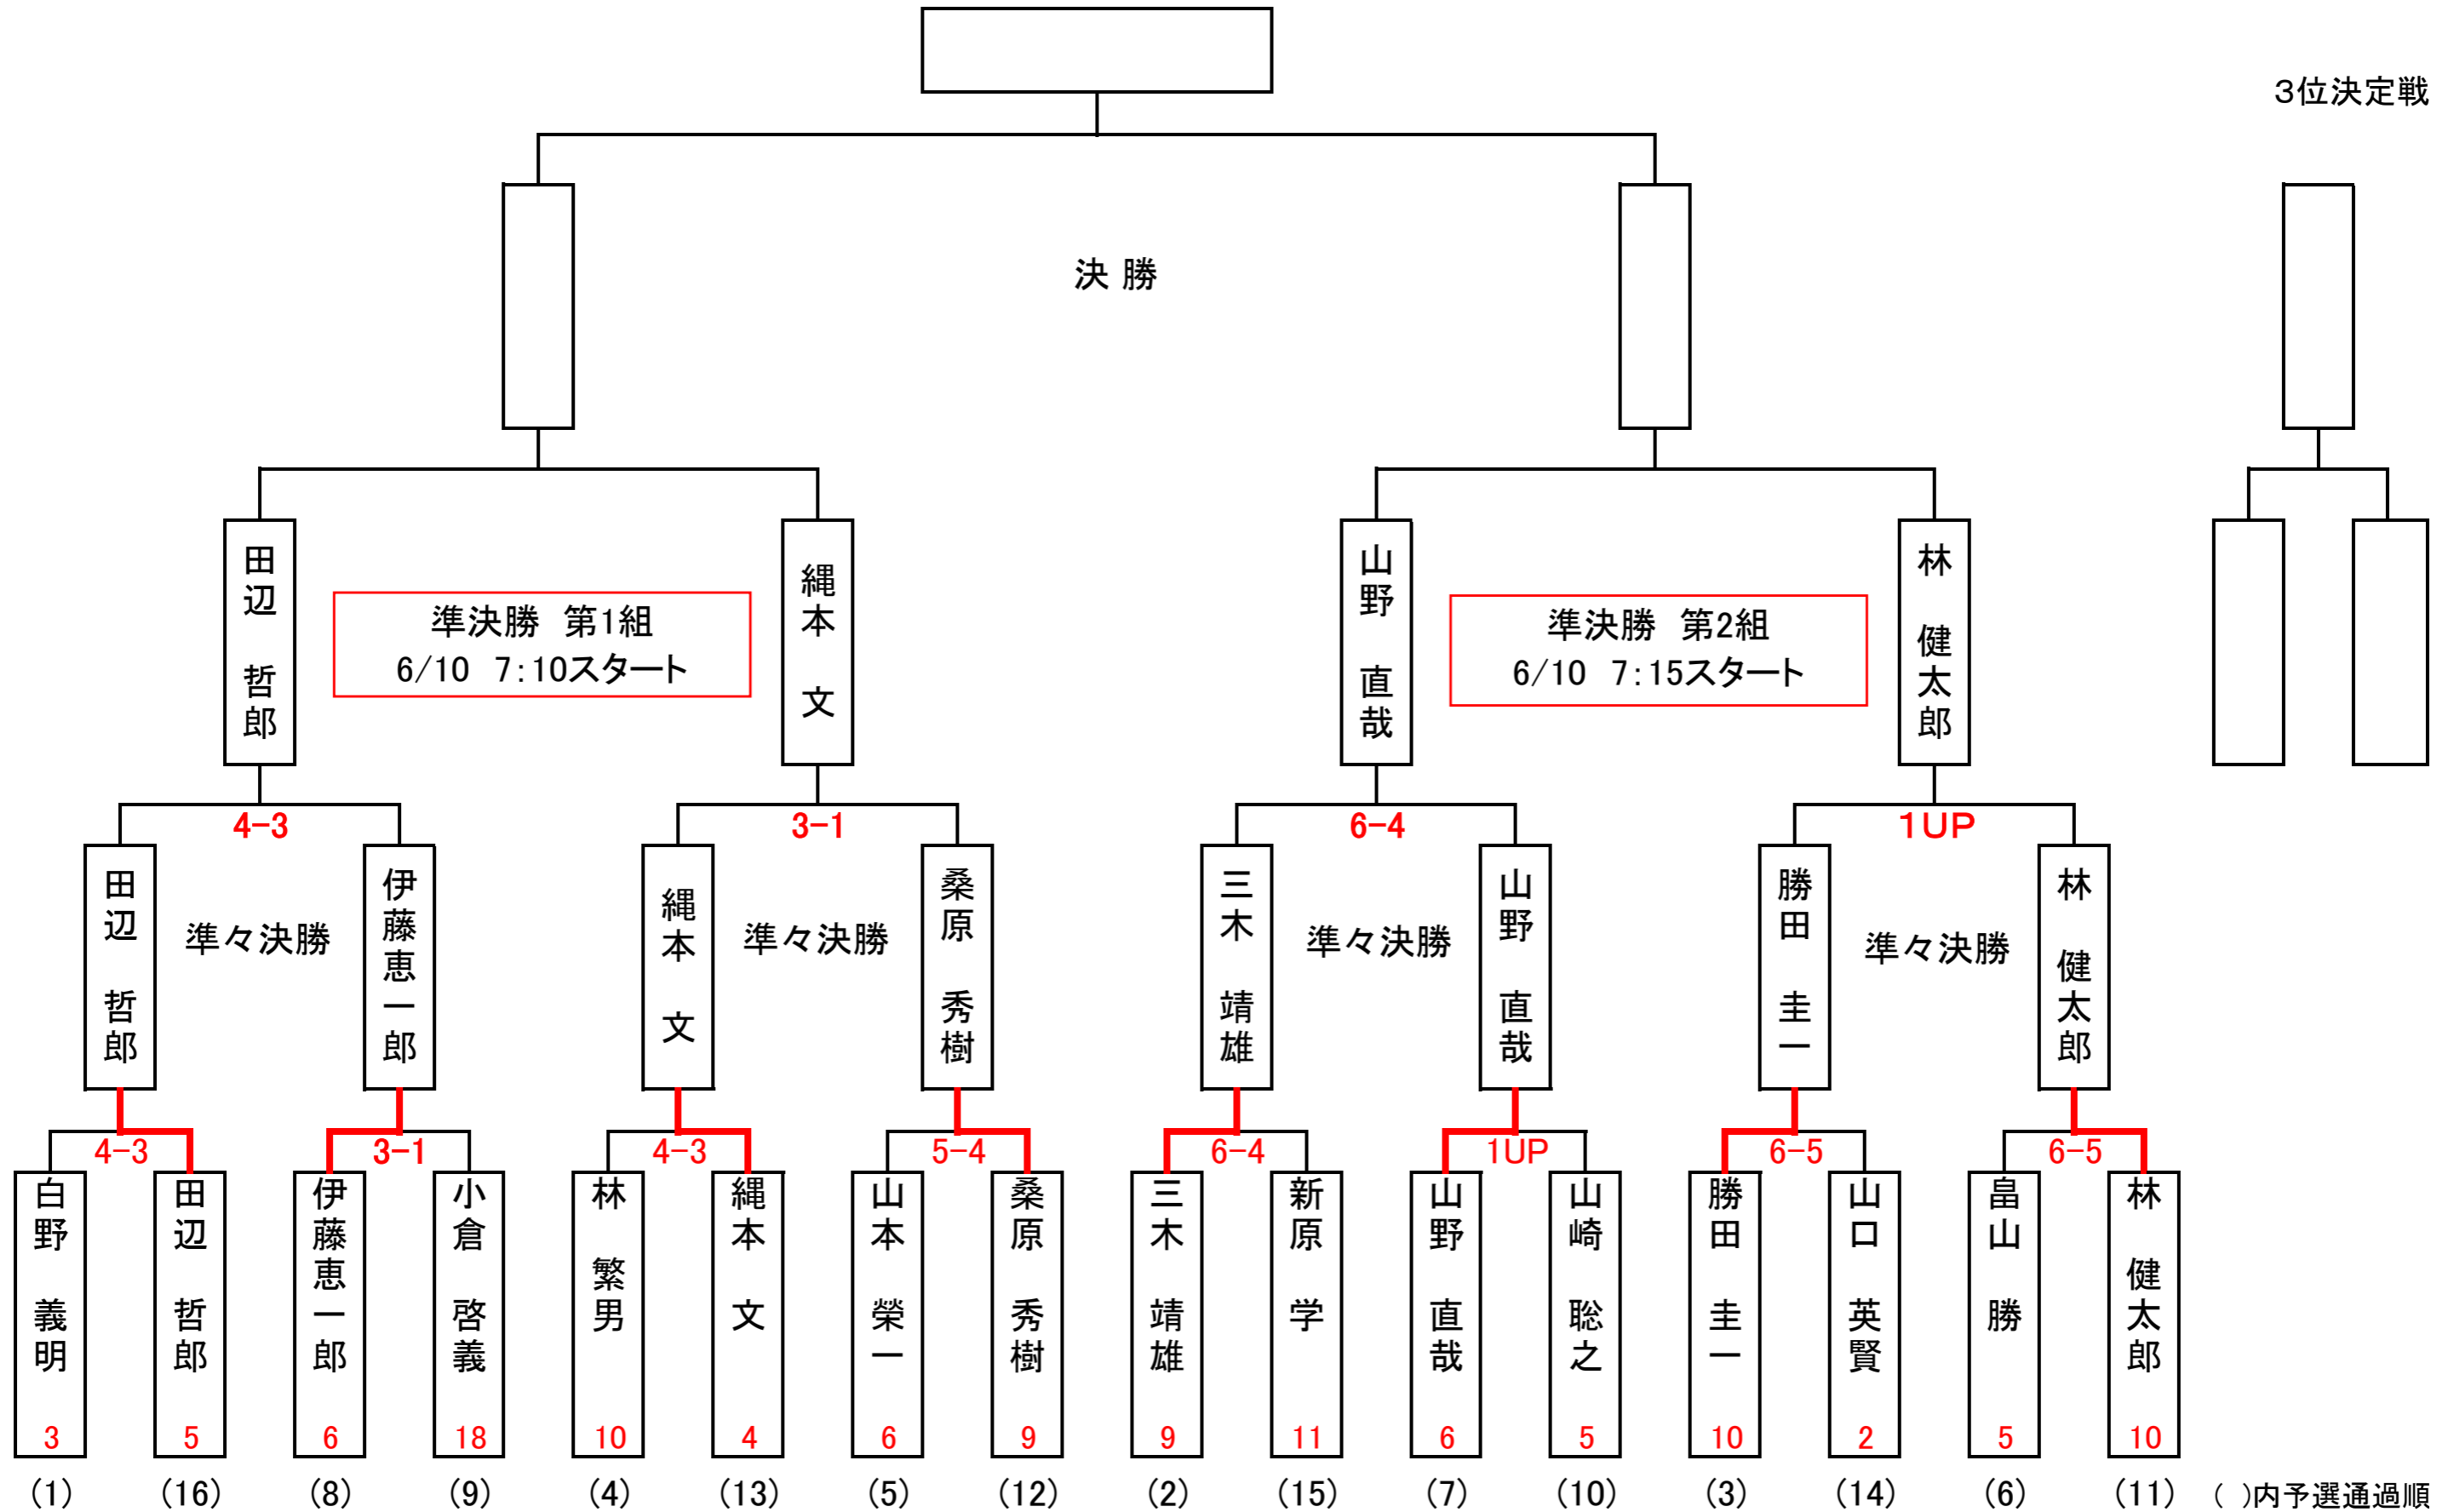 3位決定戦
決 勝
田辺 哲郎
準決勝 第1組
6/10 7:10スタート
縄本 文
山野 直哉
準決勝 第2組
6/10 7:15スタート
林 健太郎
4-3
3-1
6-4
1UP
田辺 哲郎
準々決勝
伊藤恵一郎
縄本 文
準々決勝
桑原 秀樹
三木 靖雄
準々決勝
山野 直哉
勝田 圭一
準々決勝
林 健太郎
4-3
3-1
4-3
5-4
6-4
1UP
6-5
6-5
白野 義明
田辺 哲郎
伊藤恵一郎
小倉 啓義
林 繁男
縄本 文
山本 榮一
桑原 秀樹
三木 靖雄
新原 学
山野 直哉
山崎 聡之
勝田 圭一
山口 英賢
畠山 勝
林 健太郎
3 5 6 18 10 4 6 9 9 11 6 5 10 2 5 10
(1) (16) (8) (9) (4) (13) (5) (12) (2) (15) (7) (10) (3) (14) (6) (11) ( )内予選通過順